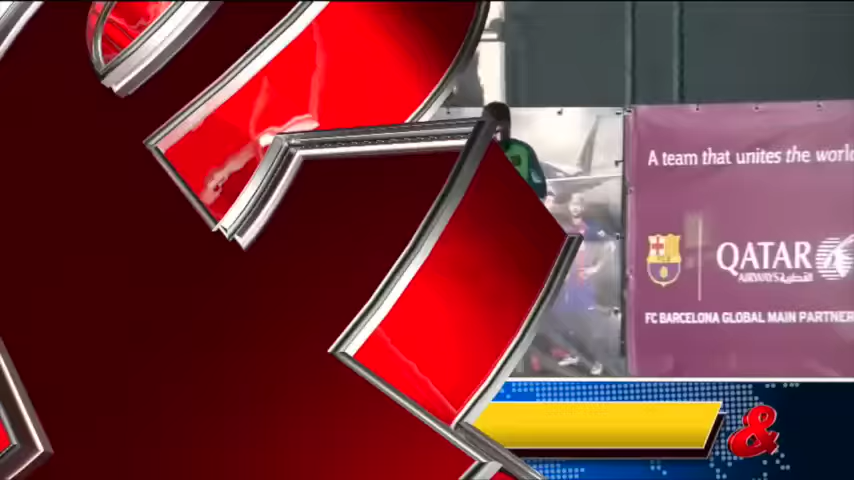 A team that unites the world
QATAR
AIRWAYS القطرية
FC BARCELONA GLOBAL MAIN PARTNER
&